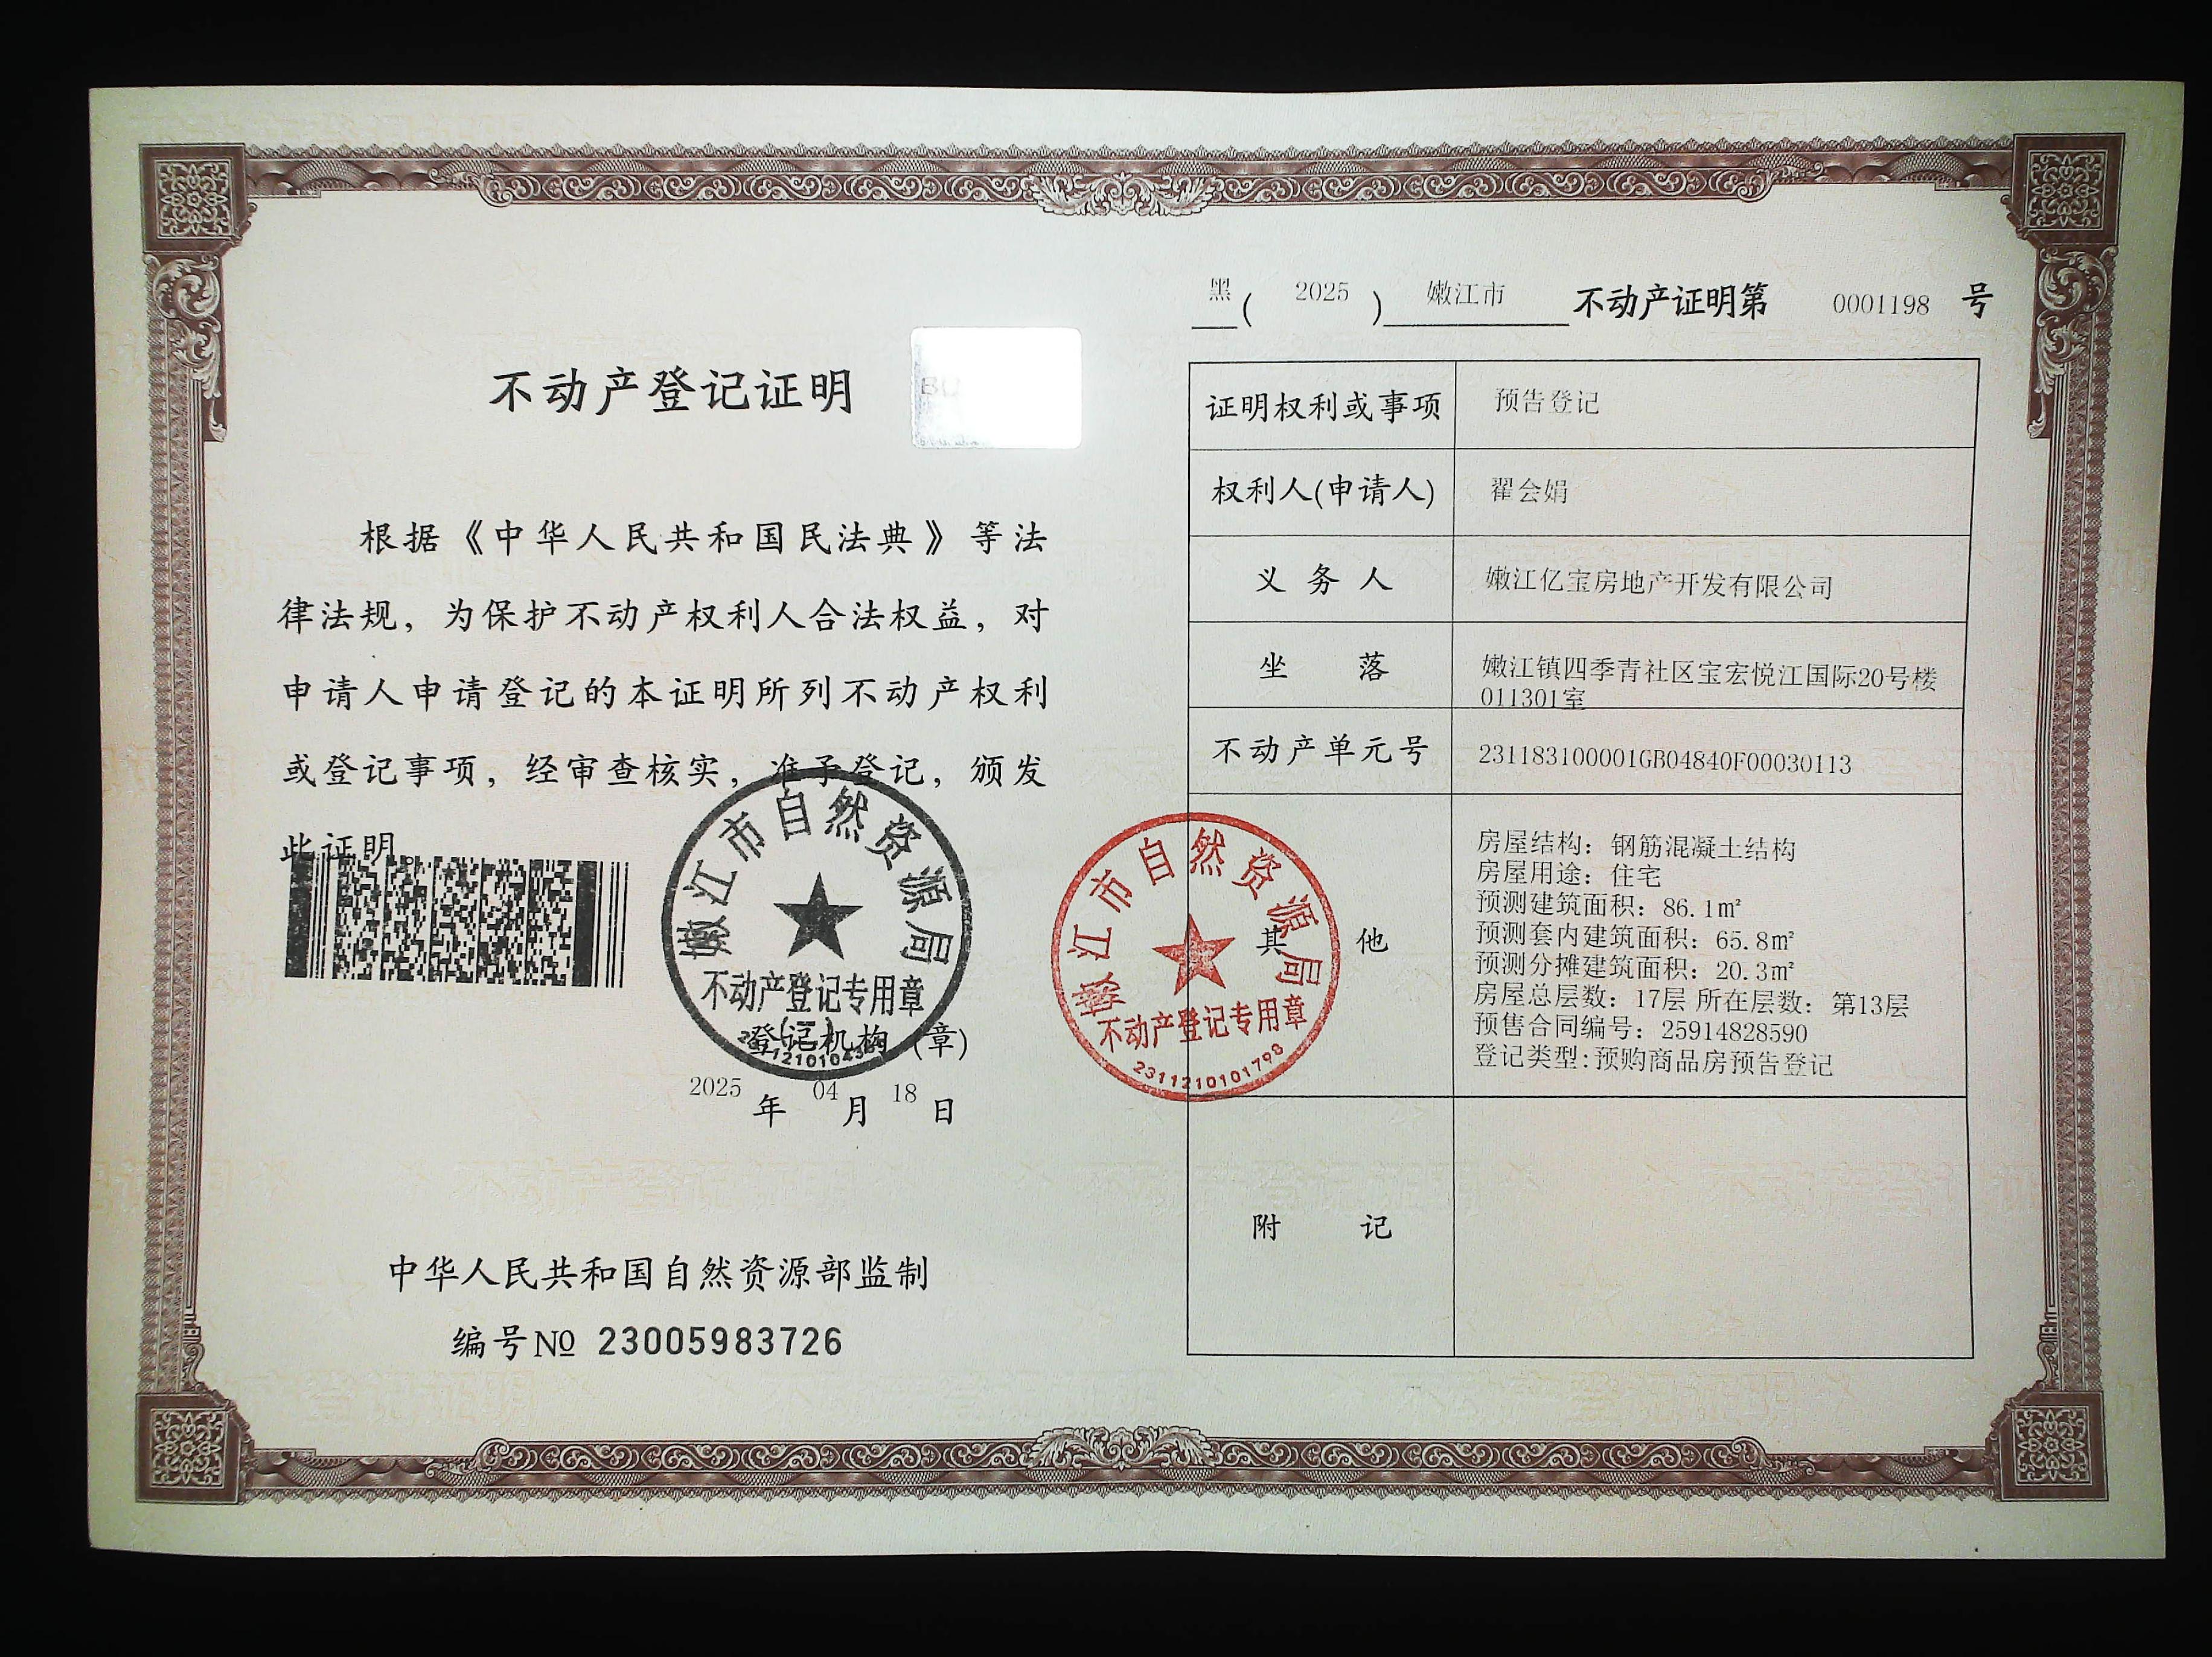 不动产登记证明
BU
根据《中华人民共和国民法典》等法
律法规，为保护不动产权利人合法权益，对
申请人申请登记的本证明所列不动产权利
或登记事项，经审查核实，准予登记，颁发
此证明。
嫩江市自然资源局
不动产登记专用章
登记机构（章）
2025 年 04 月 18 日
中华人民共和国自然资源部监制
编号№ 23005983726
黑 ( 2025 ) 嫩江市 不动产证明第 0001198 号
证明权利或事项 预告登记
权利人(申请人) 翟会娟
义务人 嫩江亿宝房地产开发有限公司
坐落 嫩江镇四季青社区宝宏悦江国际20号楼
011301室
不动产单元号 231183100001GB04840F00030113
其他
房屋结构：钢筋混凝土结构
房屋用途：住宅
预测建筑面积：86.1㎡
预测套内建筑面积：65.8㎡
预测分摊建筑面积：20.3㎡
房屋总层数：17层 所在层数：第13层
预售合同编号：25914828590
登记类型:预购商品房预告登记
嫩江市自然资源局
不动产登记专用章
2311210101798
附记